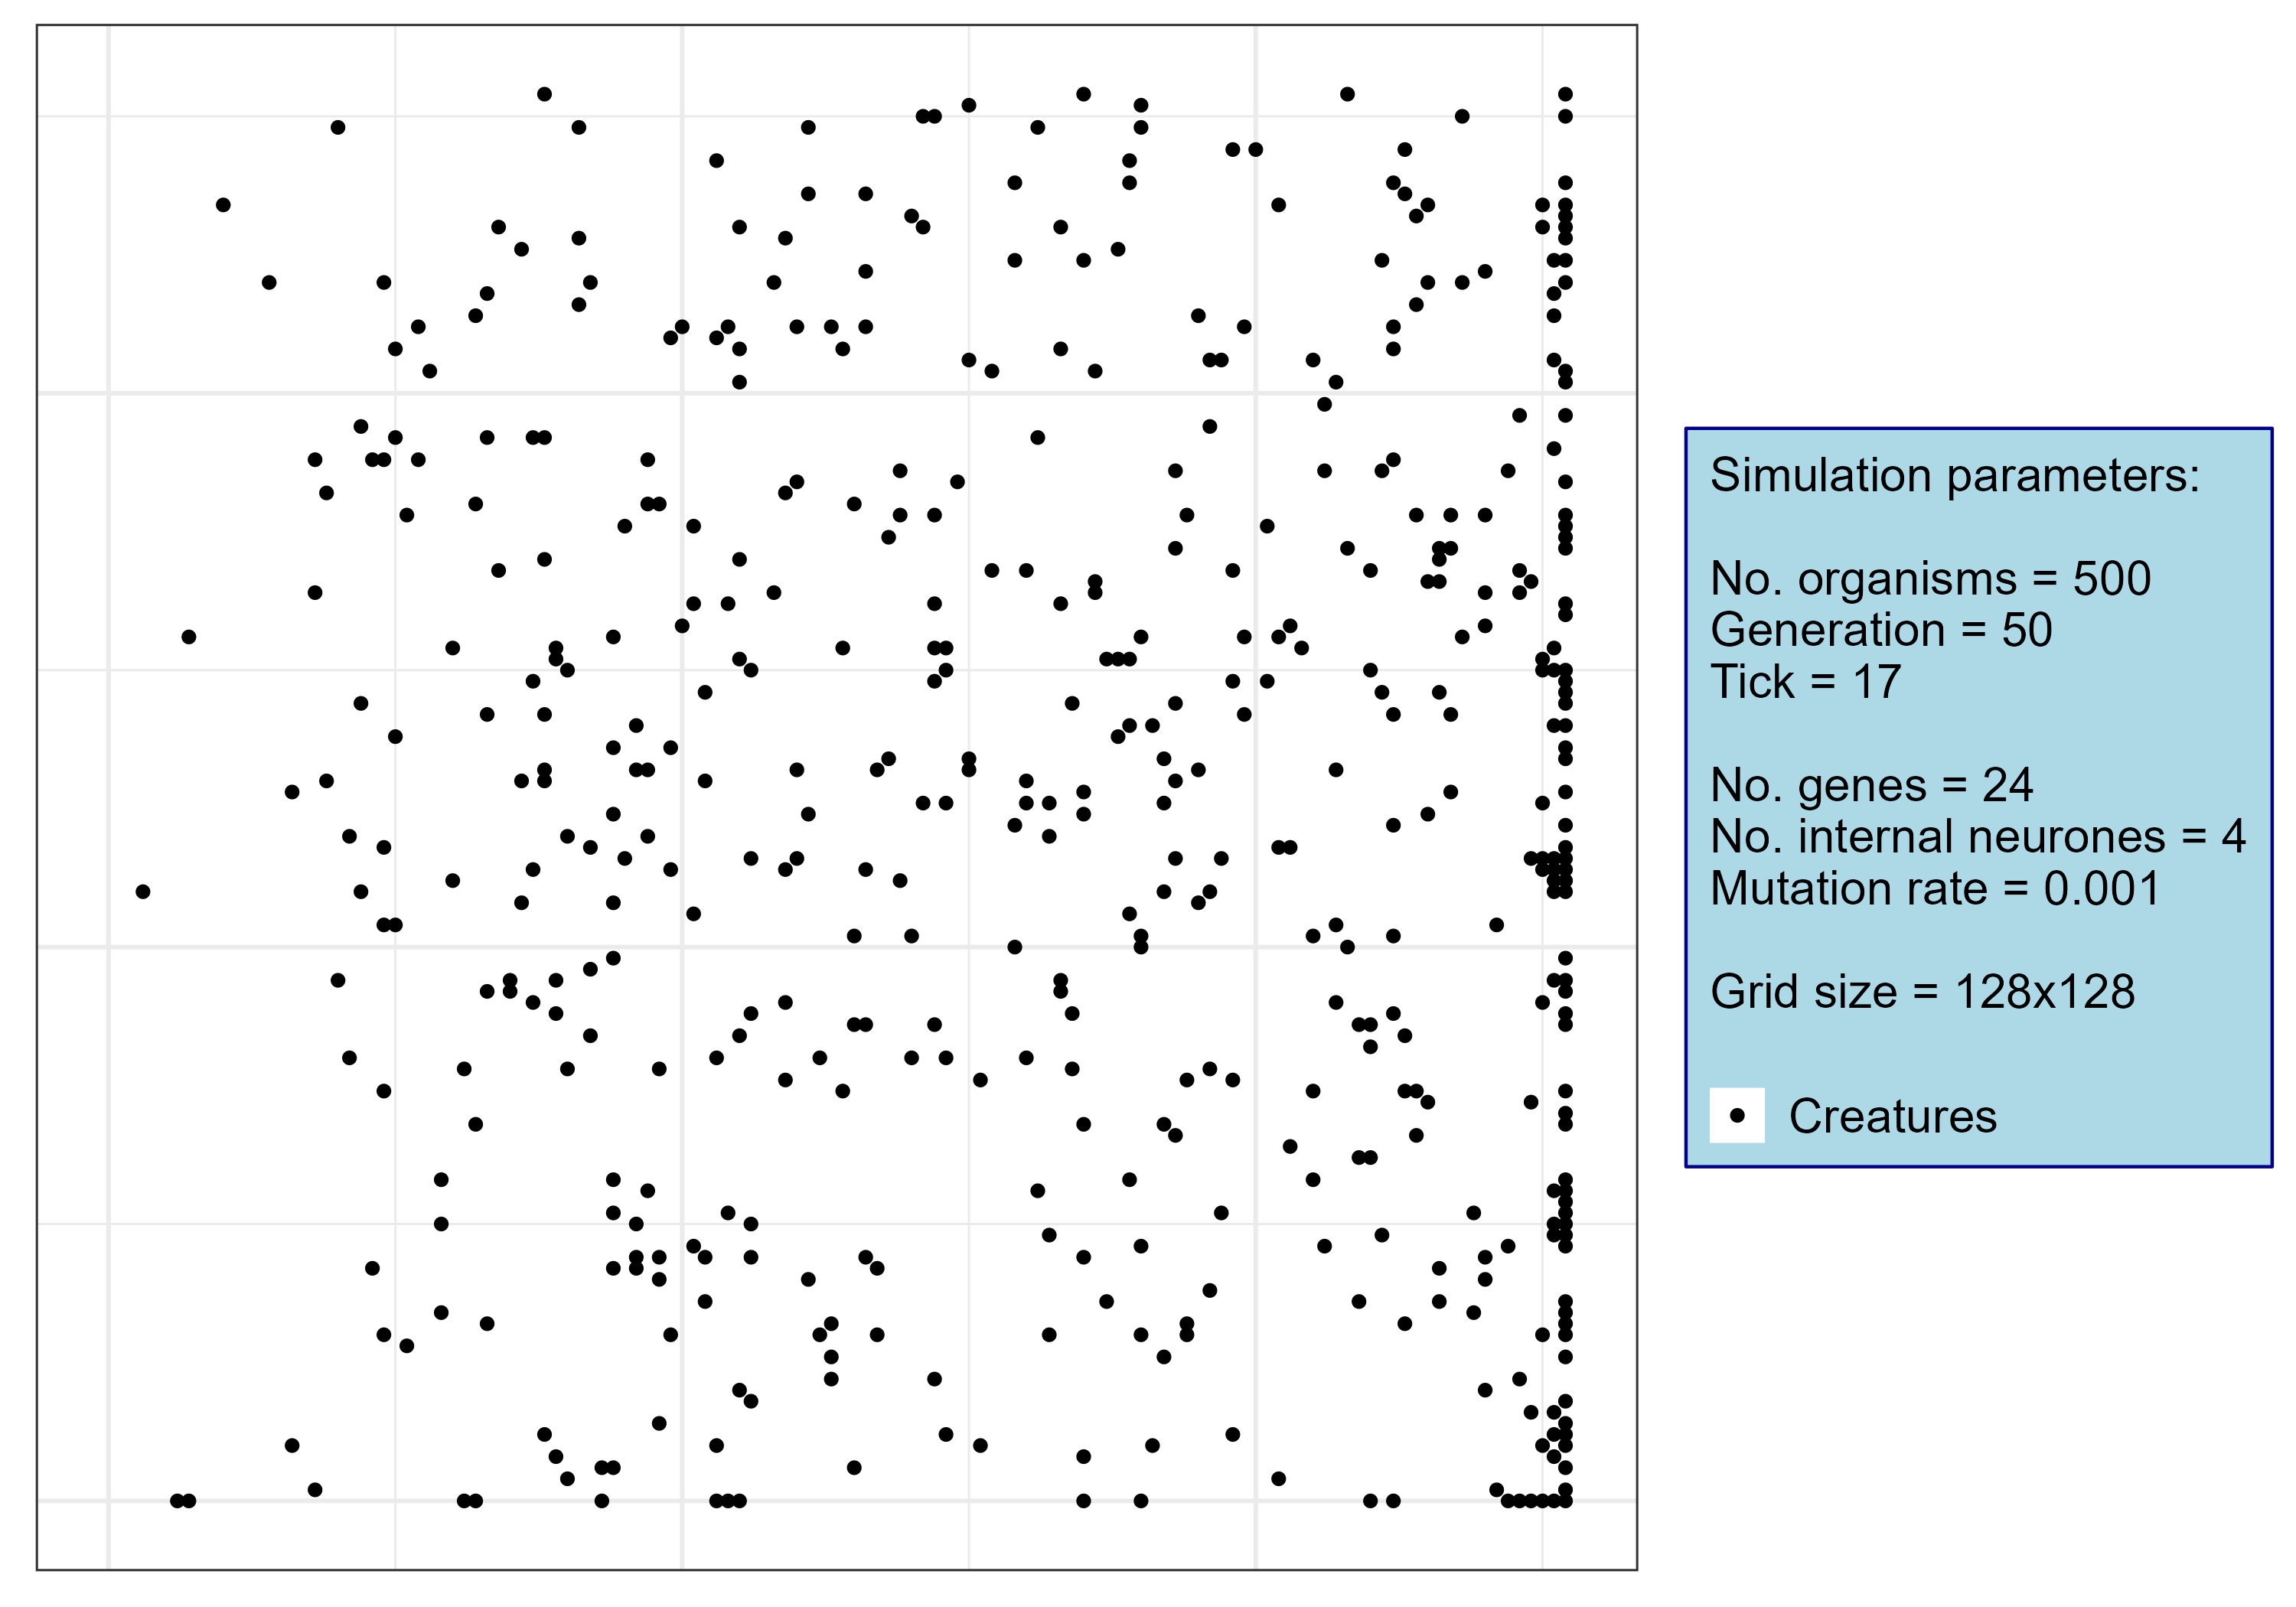 Simulation parameters:
No. organisms = 500
Generation = 50
Tick = 17
No. genes = 24
No. internal neurones = 4
Mutation rate = 0.001
Grid size = 128x128
Creatures